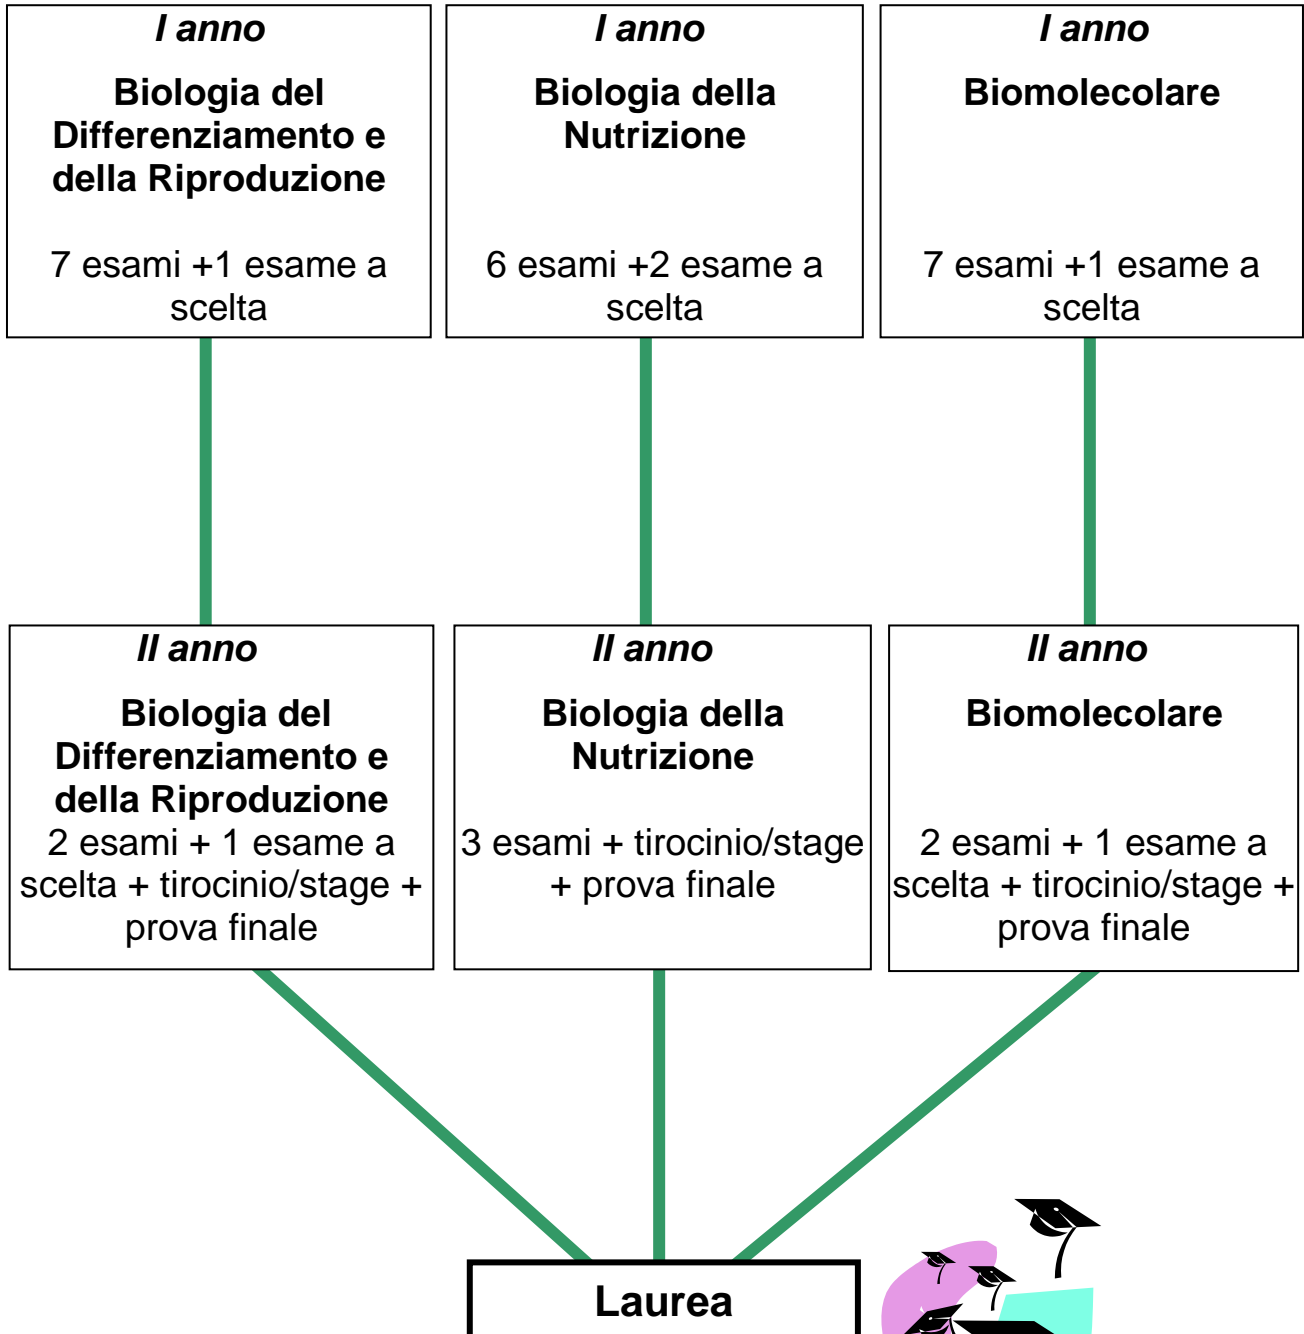 I anno
Biologia del
Differenziamento e
della Riproduzione
7 esami +1 esame a
scelta
I anno
Biologia della
Nutrizione
6 esami +2 esame a
scelta
I anno
Biomolecolare
7 esami +1 esame a
scelta
II anno
Biologia del
Differenziamento e
della Riproduzione
2 esami + 1 esame a
scelta + tirocinio/stage +
prova finale
II anno
Biologia della
Nutrizione
3 esami + tirocinio/stage
+ prova finale
II anno
Biomolecolare
2 esami + 1 esame a
scelta + tirocinio/stage +
prova finale
Laurea